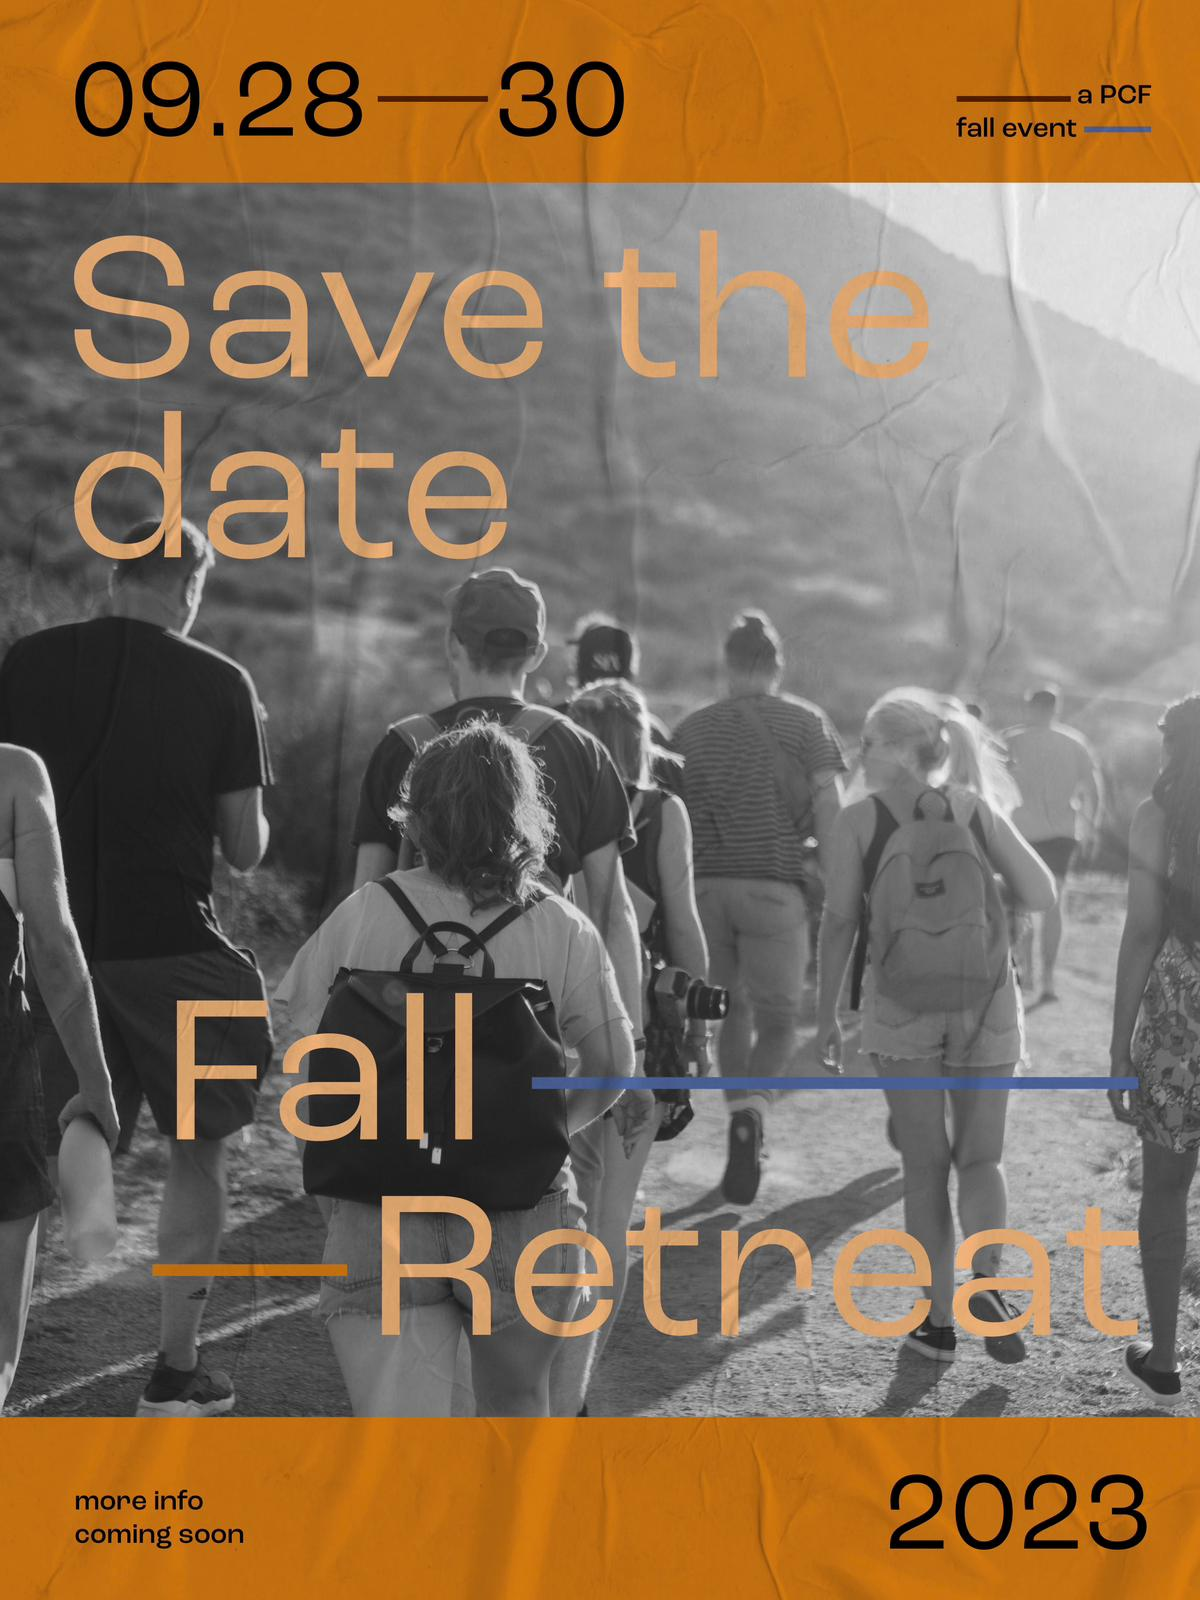 09.28—30
a PCF
fall event
Save the
date
Fall
Retreat
more info
coming soon
2023